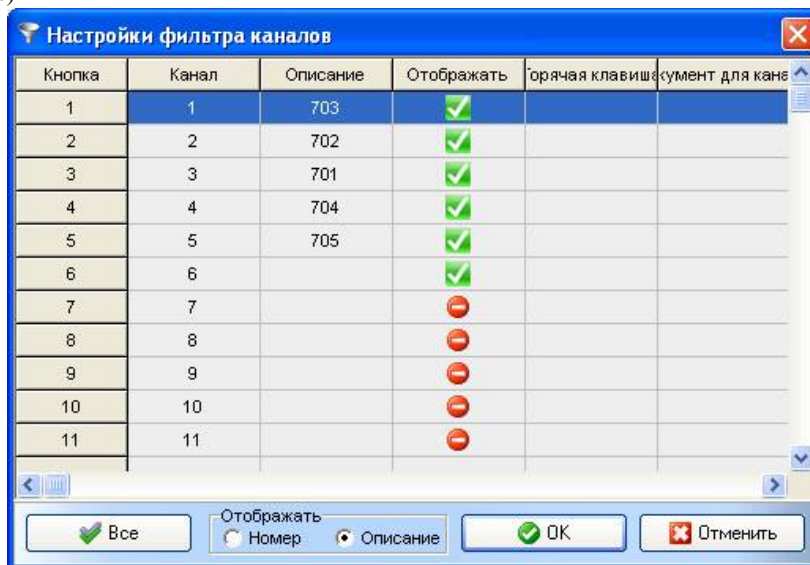 Настройки фильтра каналов
Кнопка Канал Описание Отображать Горячая клавиша кумент для кана
1 1 703
2 2 702
3 3 701
4 4 704
5 5 705
6 6
7 7
8 8
9 9
10 10
11 11
Отображать
Все Номер Описание OK Отменить